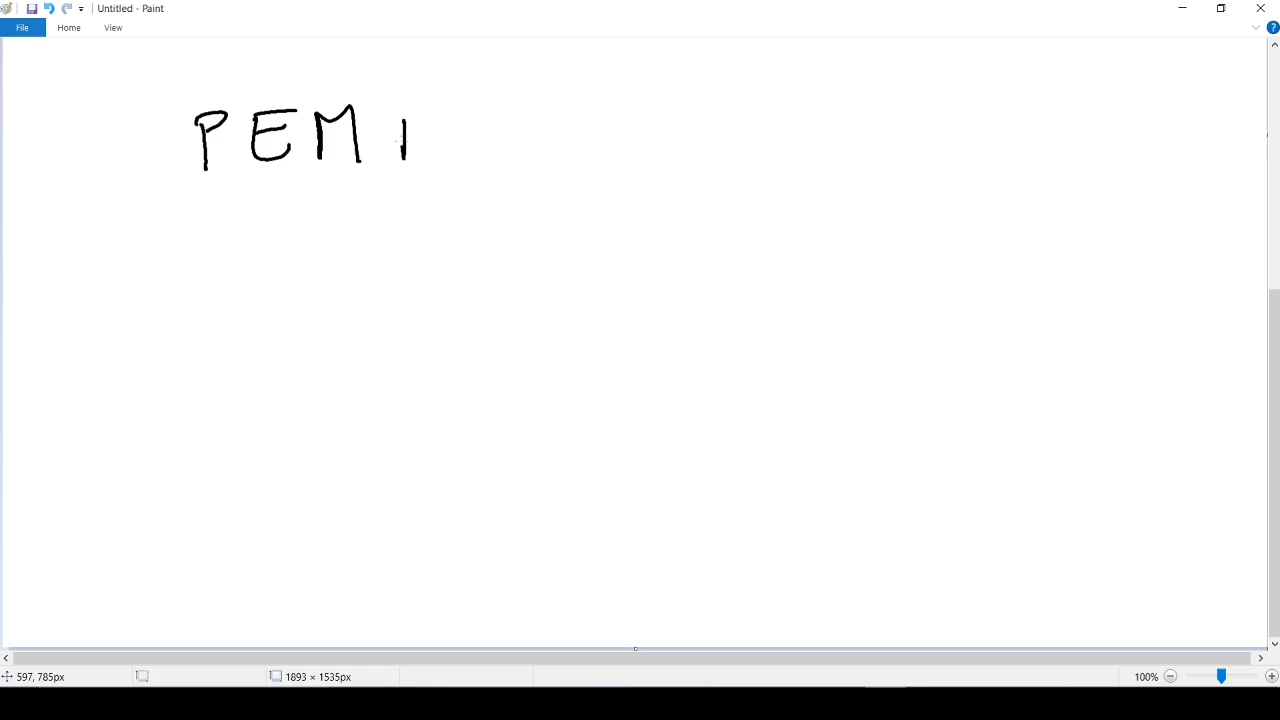 Untitled - Paint
File Home View
P E M I
597, 785px 1893 × 1535px 100%